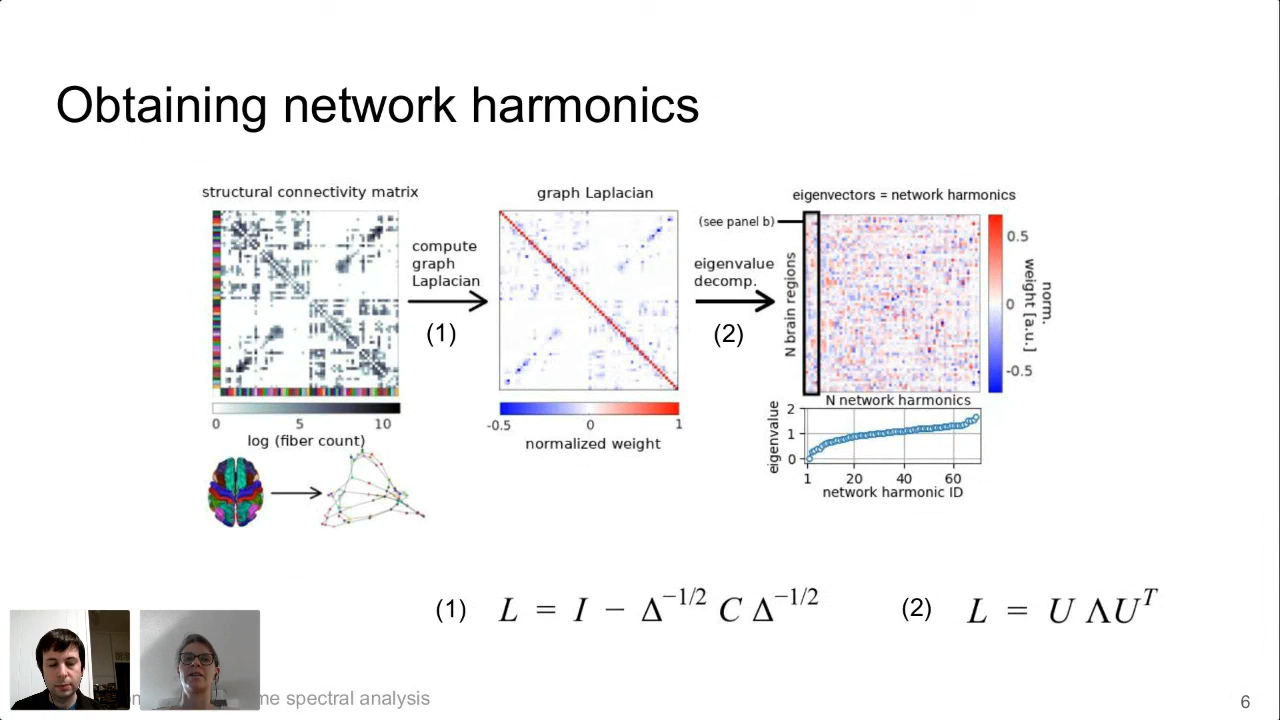 Obtaining network harmonics
structural connectivity matrix
0 5 10
log (fiber count)
compute
graph
Laplacian
(1)
graph Laplacian
-0.5 0 1
normalized weight
(see panel b)
eigenvalue
decomp.
(2)
eigenvectors = network harmonics
N brain regions
N network harmonics
0.5
0
-0.5
norm.
weight [a.u.]
eigenvalue
2
1
0
1 20 40 60
network harmonic ID
(1) L = I − Δ^{-1/2} C Δ^{-1/2}
(2) L = U Λ U^T
spectral analysis
6